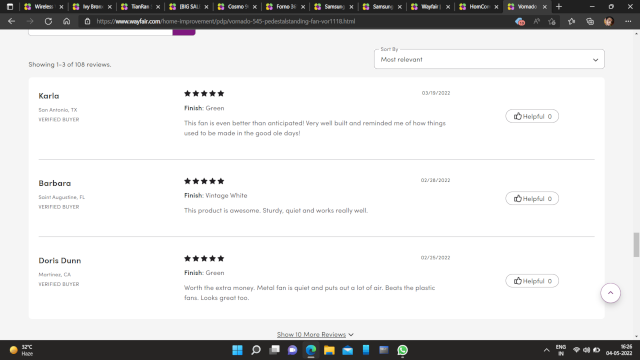 Wireless
Ivy Bron
TianRan
(BIG SAL
Cosmo 5
Forno 24
Samsung
Samsung
Wayfair |
HomCom
Vornado
https://www.wayfair.com/home-improvement/pdp/vornado-545-pedestalstanding-fan-vor1118.html
Sort By
Showing 1-3 of 108 reviews.
Most relevant
Karla
03/19/2022
San Antonio, TX
Finish: Green
VERIFIED BUYER
This fan is even better than anticipated! Very well built and reminded me of how things
used to be made in the good ole days!
Helpful 0
Barbara
02/28/2022
Saint Augustine, FL
Finish: Vintage White
VERIFIED BUYER
This product is awesome. Sturdy, quiet and works really well.
Helpful 0
Doris Dunn
02/25/2022
Martinez, CA
Finish: Green
VERIFIED BUYER
Worth the extra money. Metal fan is quiet and puts out a lot of air. Beats the plastic
fans. Looks great too.
Helpful 0
Show 10 More Reviews
32°C
Haze
ENG
IN
16:26
04-05-2022